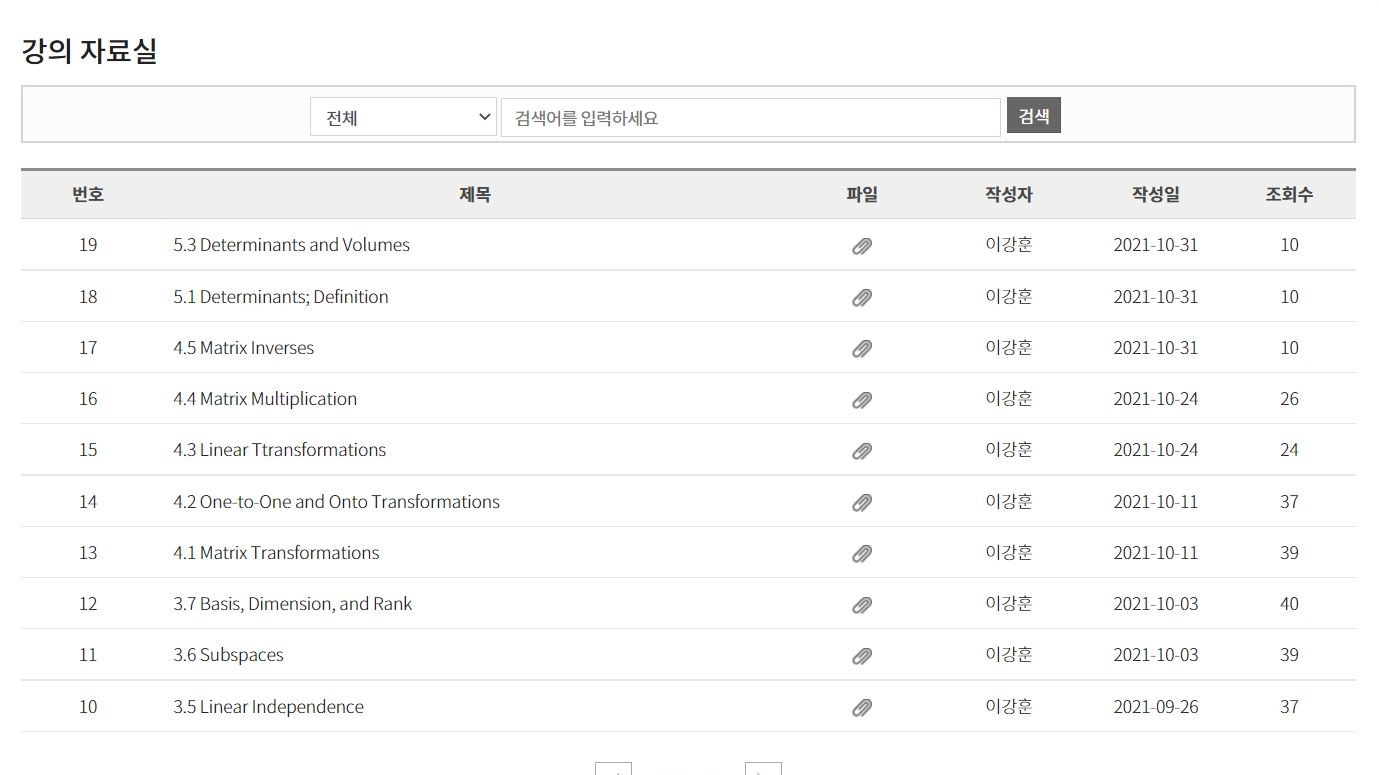 강의 자료실
전체 검색어를 입력하세요 검색
번호 제목 파일 작성자 작성일 조회수
19 5.3 Determinants and Volumes 이강훈 2021-10-31 10
18 5.1 Determinants; Definition 이강훈 2021-10-31 10
17 4.5 Matrix Inverses 이강훈 2021-10-31 10
16 4.4 Matrix Multiplication 이강훈 2021-10-24 26
15 4.3 Linear Ttransformations 이강훈 2021-10-24 24
14 4.2 One-to-One and Onto Transformations 이강훈 2021-10-11 37
13 4.1 Matrix Transformations 이강훈 2021-10-11 39
12 3.7 Basis, Dimension, and Rank 이강훈 2021-10-03 40
11 3.6 Subspaces 이강훈 2021-10-03 39
10 3.5 Linear Independence 이강훈 2021-09-26 37